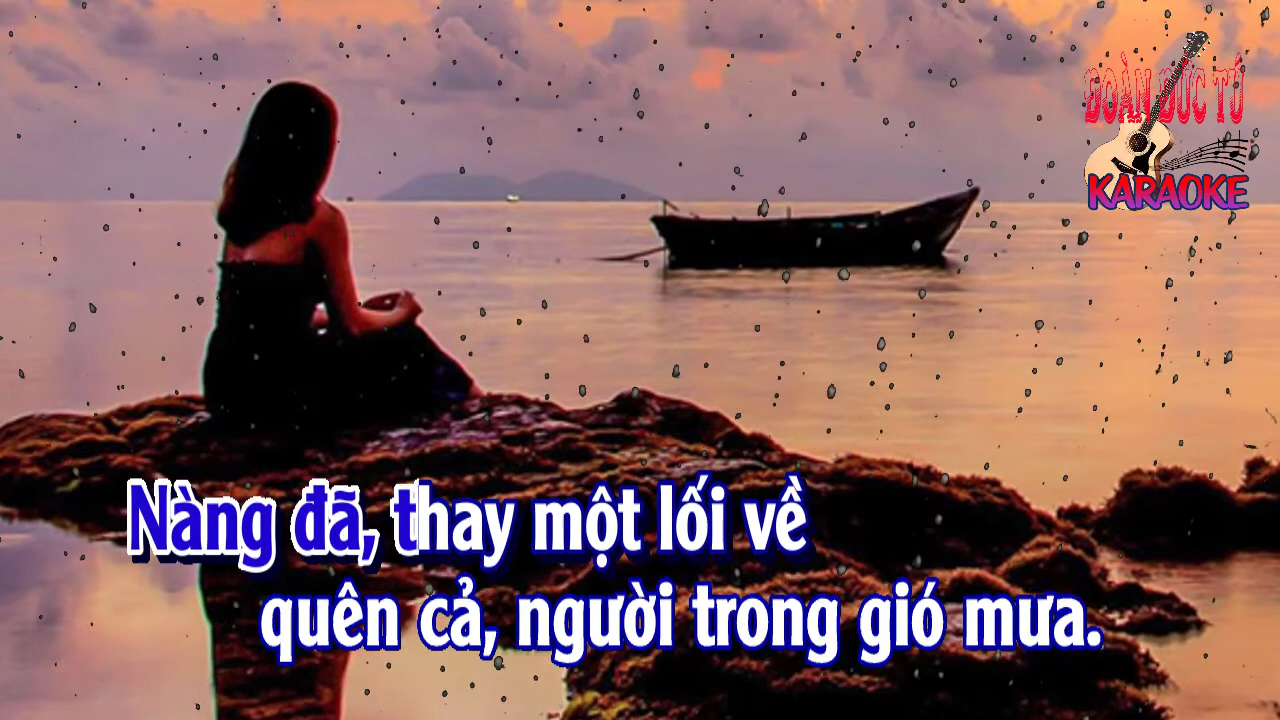 ĐOÀN ĐỨC TÚ
KARAOKE
Nàng đã, thay một lối về
quên cả, người trong gió mưa.